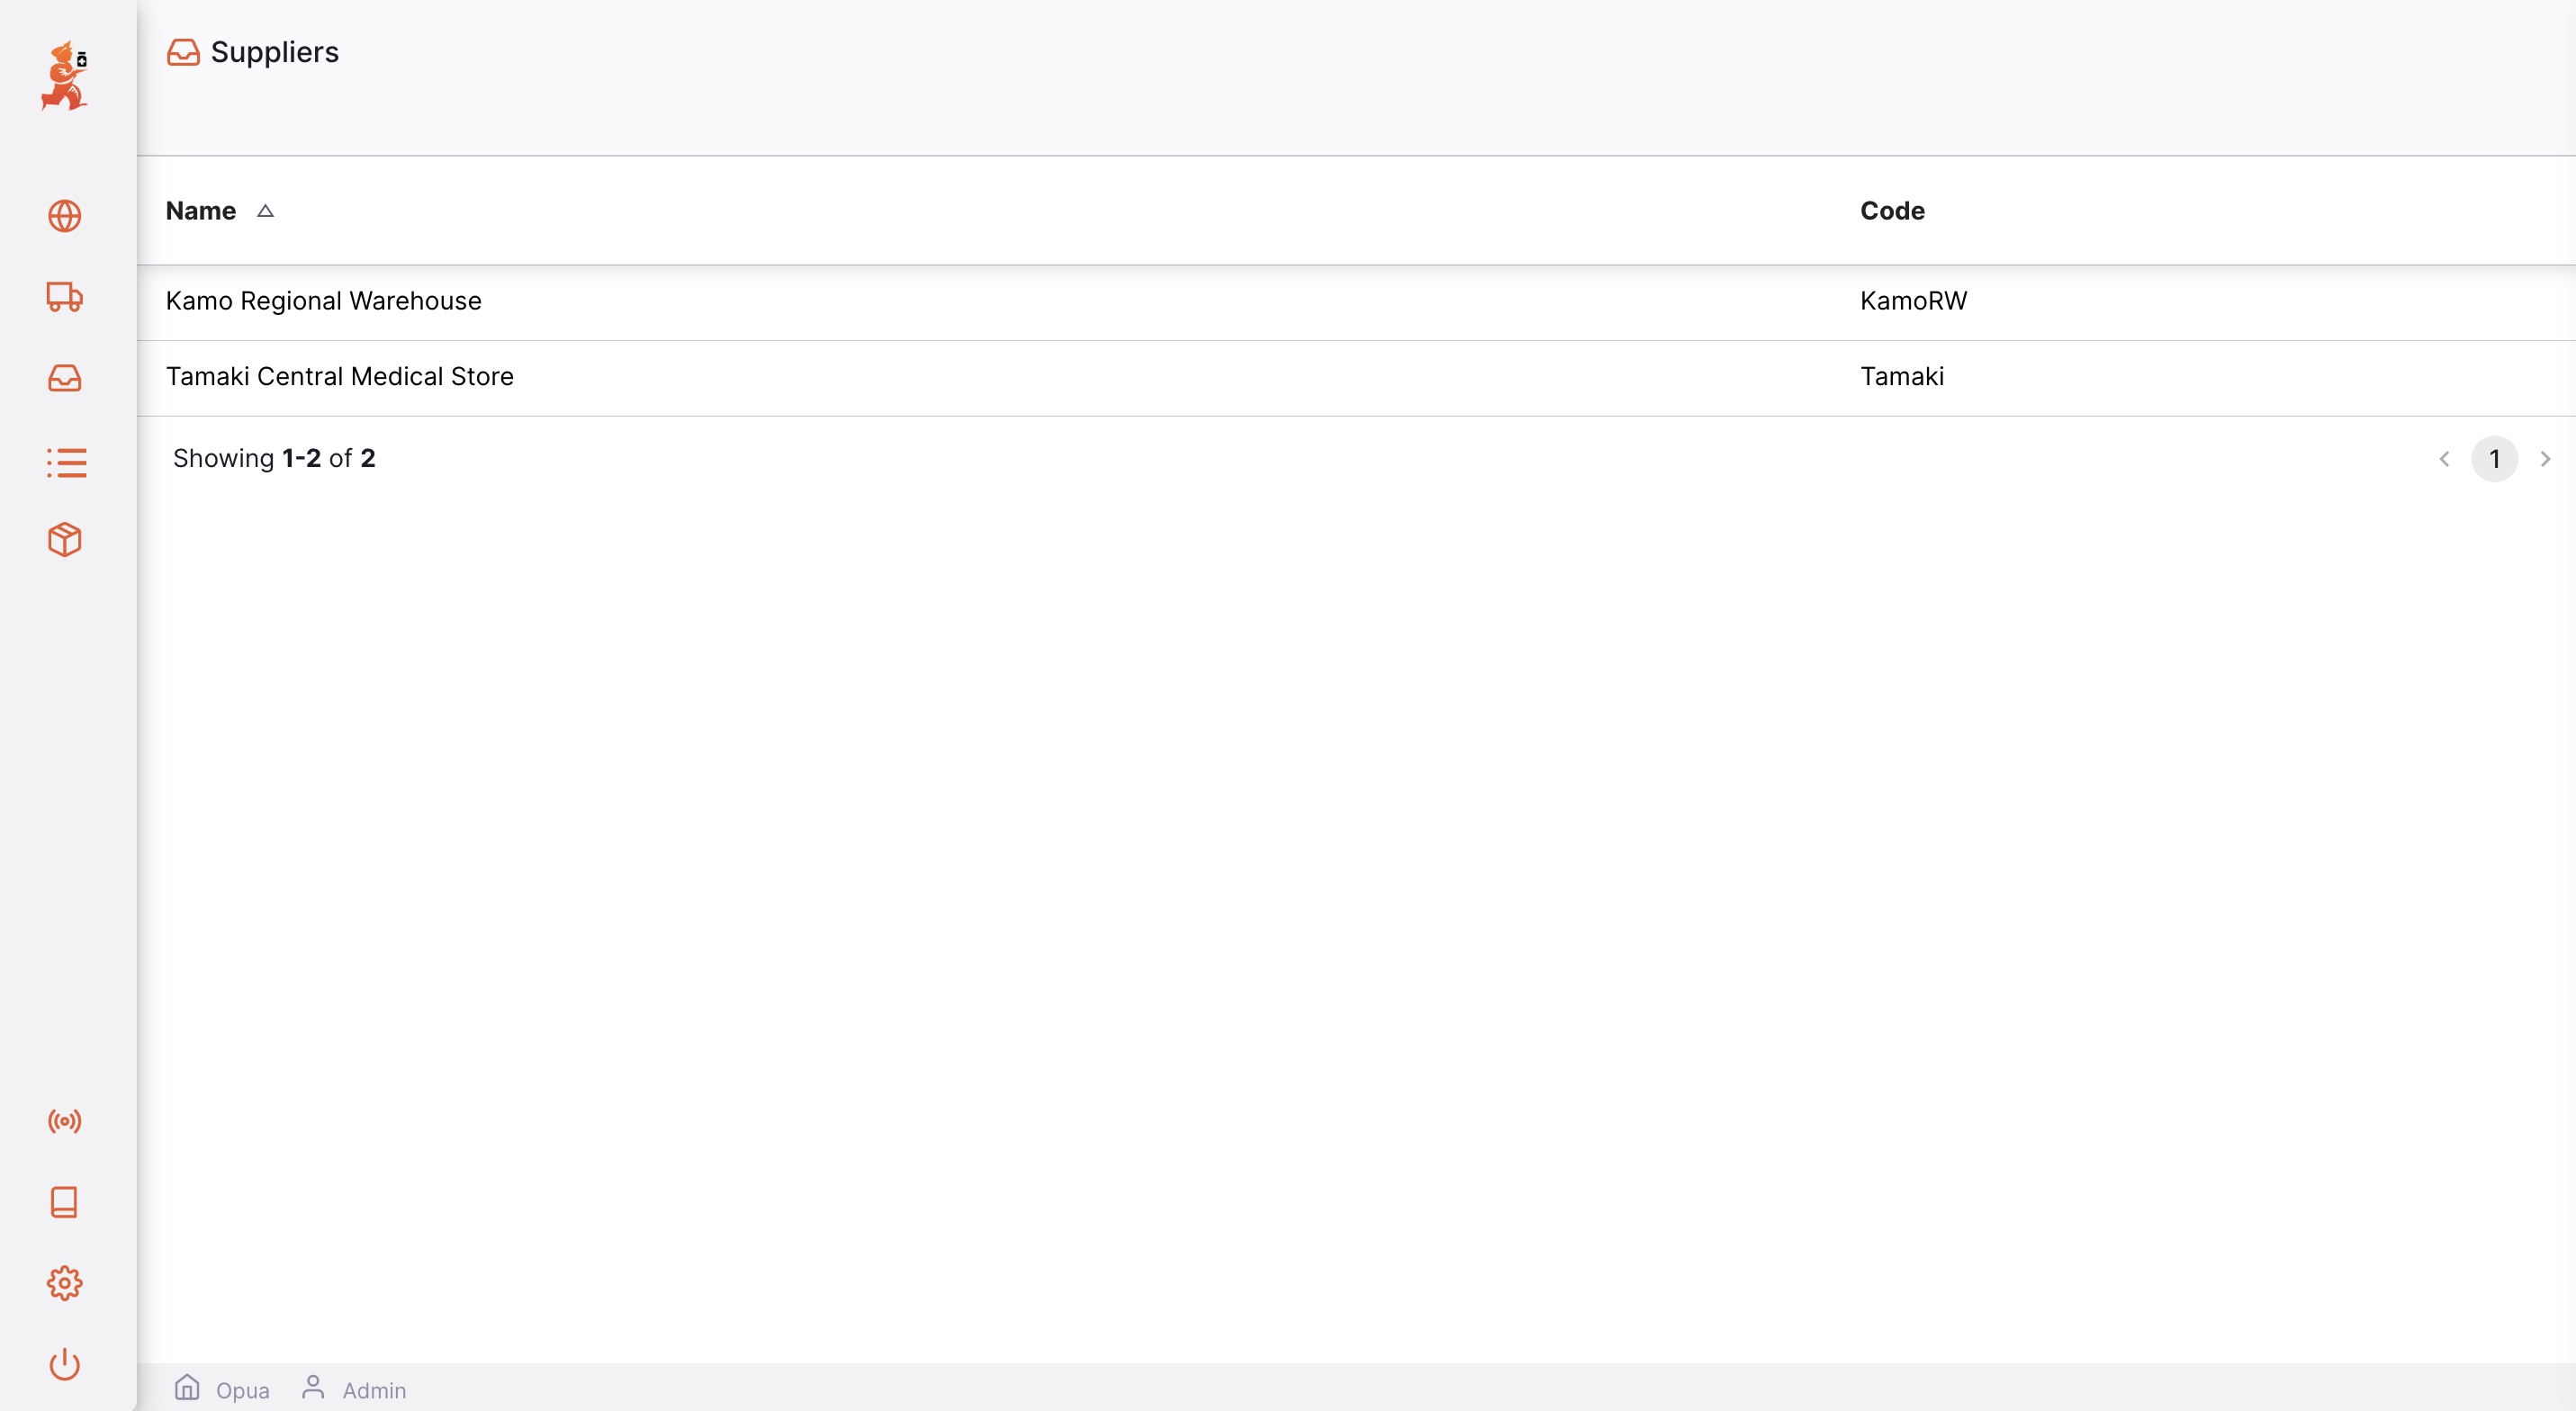 Suppliers
Name Code
Kamo Regional Warehouse KamoRW
Tamaki Central Medical Store Tamaki
Showing 1-2 of 2 1
Opua Admin